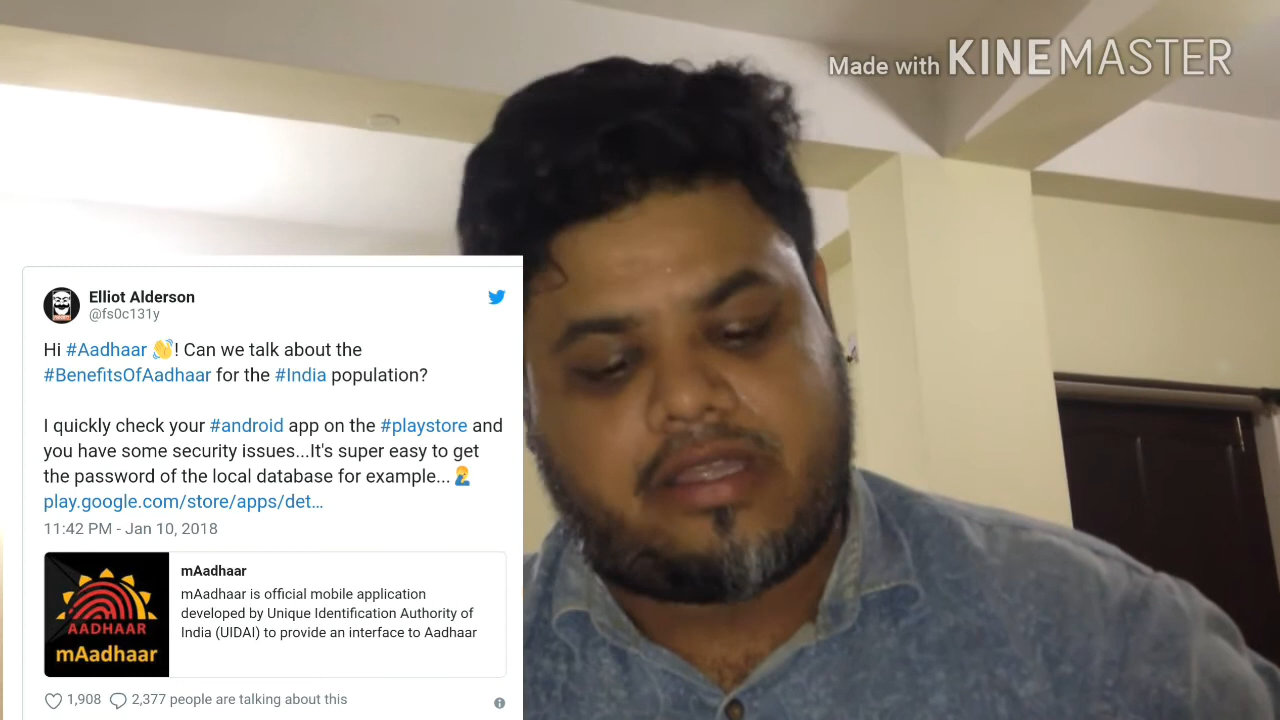 Made with KINEMASTER
Elliot Alderson
@fs0c131y
Hi #Aadhaar 👋! Can we talk about the
#BenefitsOfAadhaar for the #India population?
I quickly check your #android app on the #playstore and
you have some security issues...It's super easy to get
the password of the local database for example...🤦‍♂️
play.google.com/store/apps/det...
11:42 PM - Jan 10, 2018
mAadhaar
mAadhaar is official mobile application
developed by Unique Identification Authority of
India (UIDAI) to provide an interface to Aadhaar
AADHAAR
mAadhaar
1,908 2,377 people are talking about this